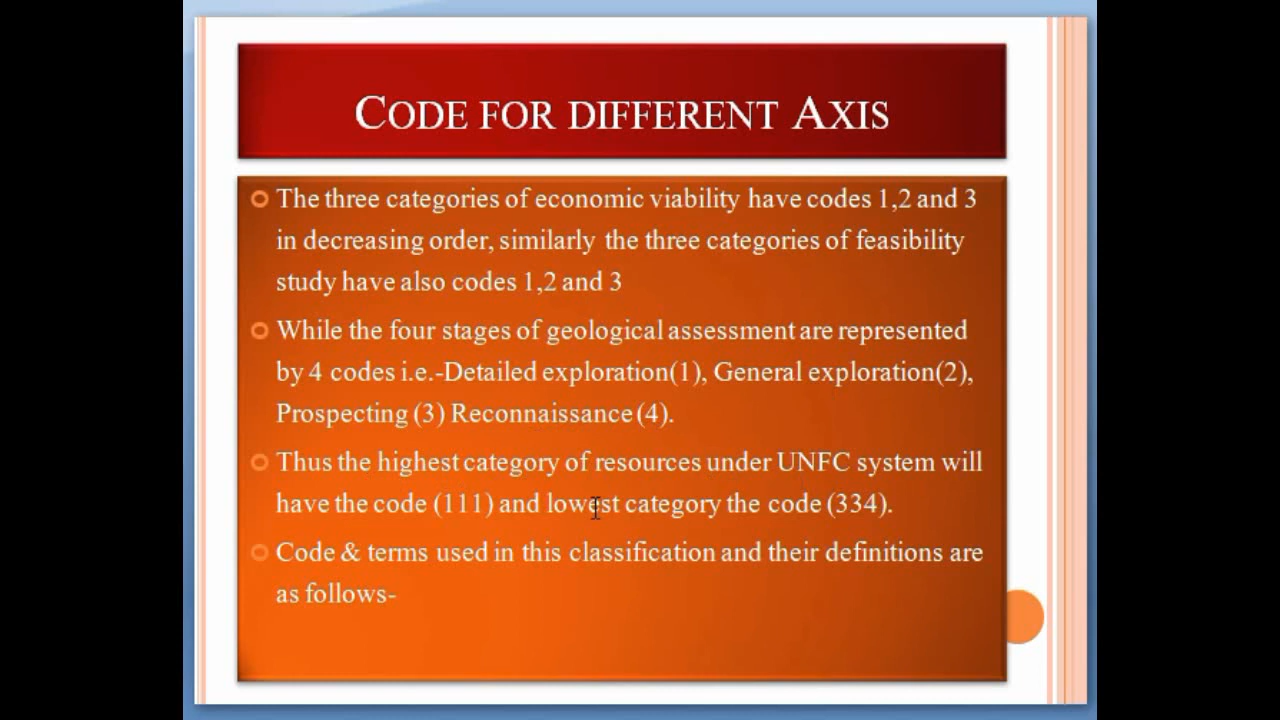 CODE FOR DIFFERENT AXIS
The three categories of economic viability have codes 1,2 and 3
in decreasing order, similarly the three categories of feasibility
study have also codes 1,2 and 3
While the four stages of geological assessment are represented
by 4 codes i.e.-Detailed exploration(1), General exploration(2),
Prospecting (3) Reconnaissance (4).
Thus the highest category of resources under UNFC system will
have the code (111) and lowest category the code (334).
Code & terms used in this classification and their definitions are
as follows-